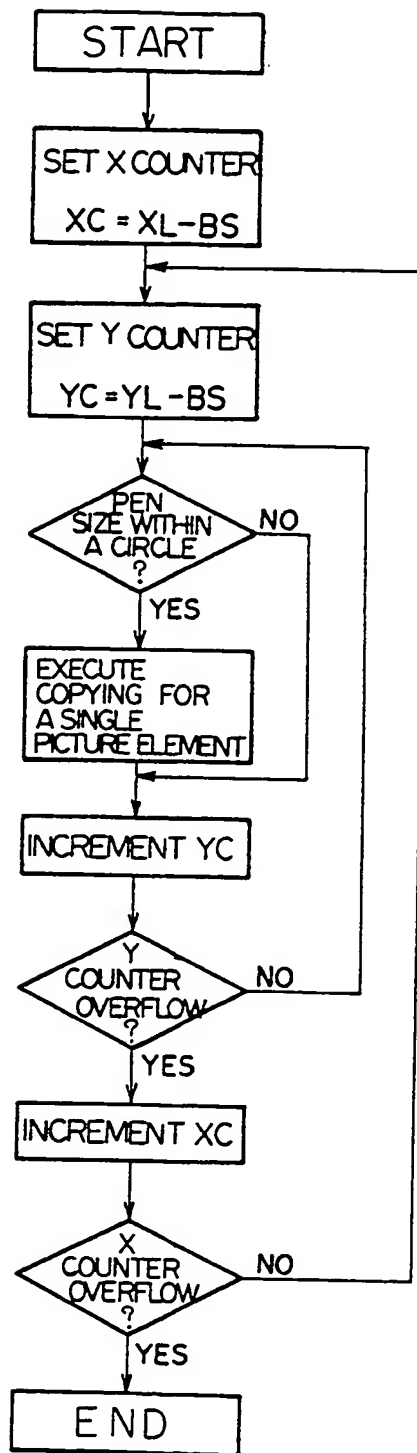 START
SET X COUNTER
XC = XL-BS
SET Y COUNTER
YC = YL-BS
PEN
SIZE WITHIN
A CIRCLE
?
NO
YES
EXECUTE
COPYING FOR
A SINGLE
PICTURE ELEMENT
INCREMENT YC
Y
COUNTER
OVERFLOW
?
NO
YES
INCREMENT XC
X
COUNTER
OVERFLOW
?
NO
YES
END